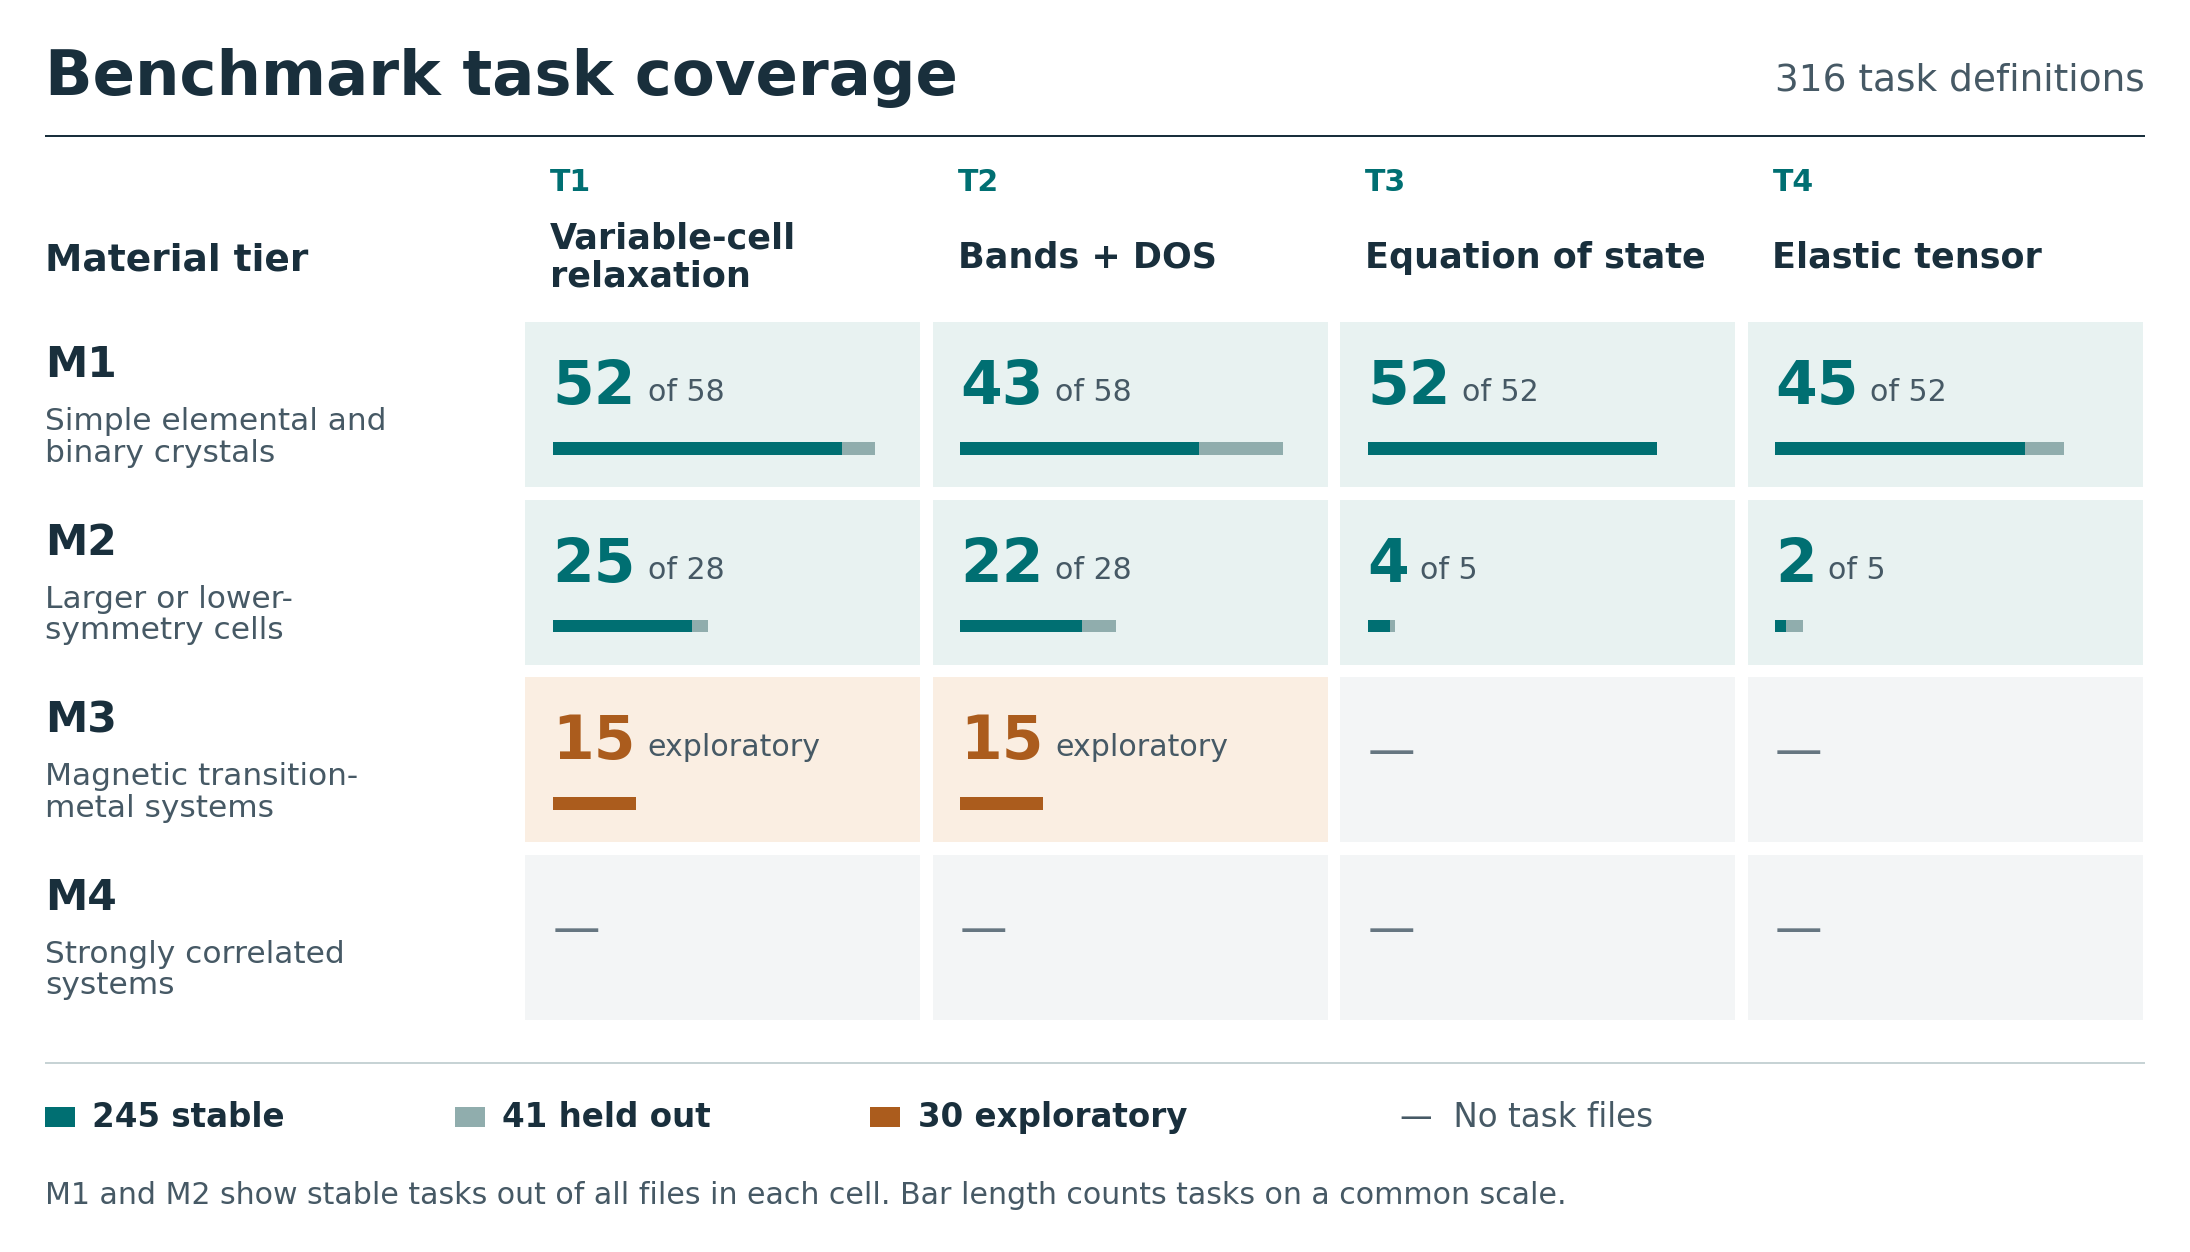 Benchmark task coverage
316 task definitions
T1
T2
T3
T4
Material tier
Variable-cell
relaxation
Bands + DOS
Equation of state
Elastic tensor
M1
Simple elemental and
binary crystals
52 of 58
43 of 58
52 of 52
45 of 52
M2
Larger or lower-
symmetry cells
25 of 28
22 of 28
4 of 5
2 of 5
M3
Magnetic transition-
metal systems
15 exploratory
15 exploratory
—
—
M4
Strongly correlated
systems
—
—
—
—
245 stable
41 held out
30 exploratory
— No task files
M1 and M2 show stable tasks out of all files in each cell. Bar length counts tasks on a common scale.